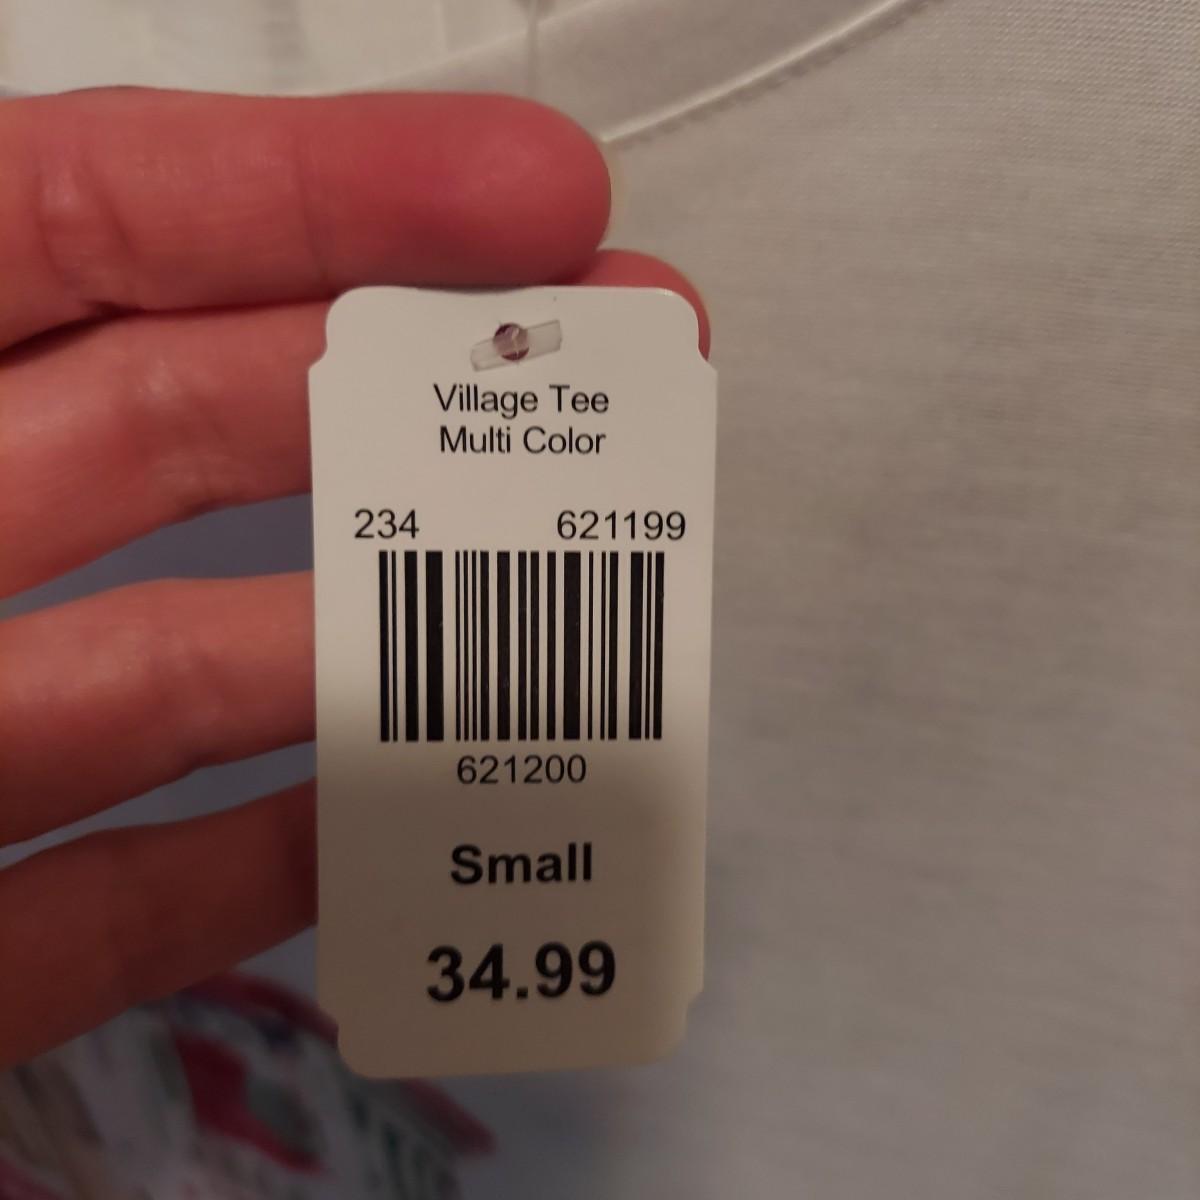 Village Tee
Multi Color
234 621199
621200
Small
34.99